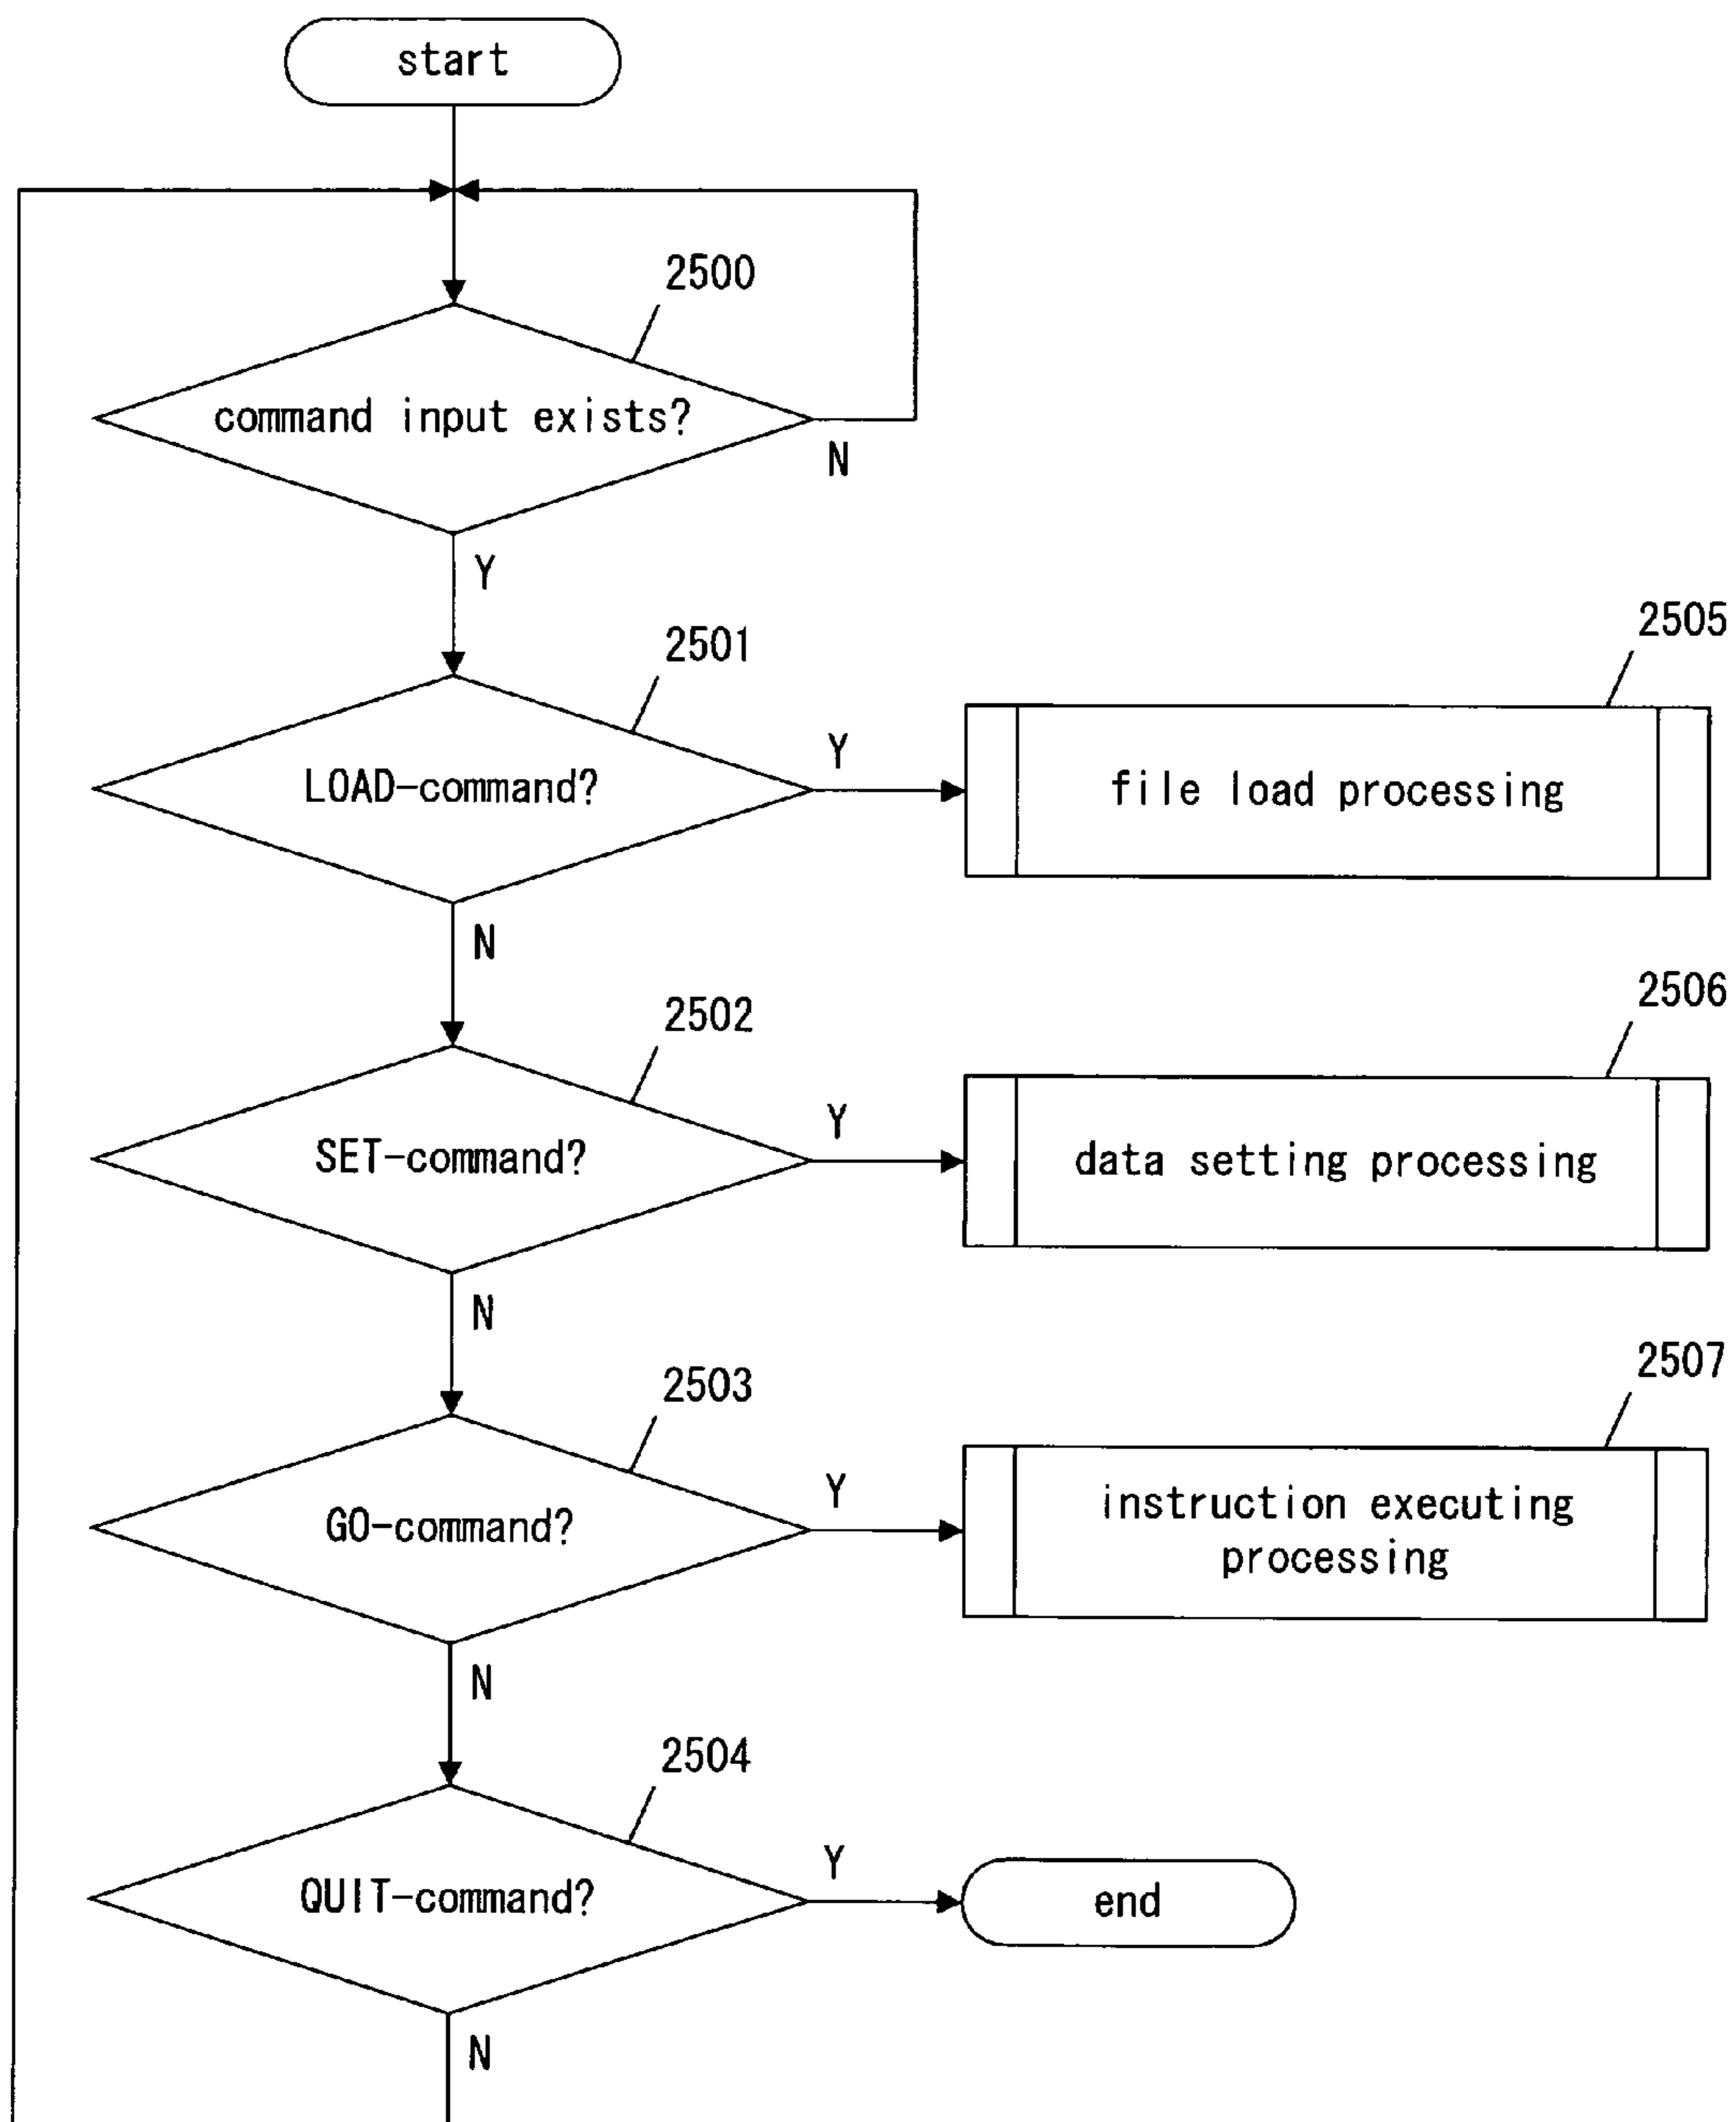 start
2500
command input exists?
N
Y
2501
2505
LOAD-command?
Y
file load processing
N
2502
2506
SET-command?
Y
data setting processing
N
2503
2507
GO-command?
Y
instruction executing
processing
N
2504
QUIT-command?
Y
end
N